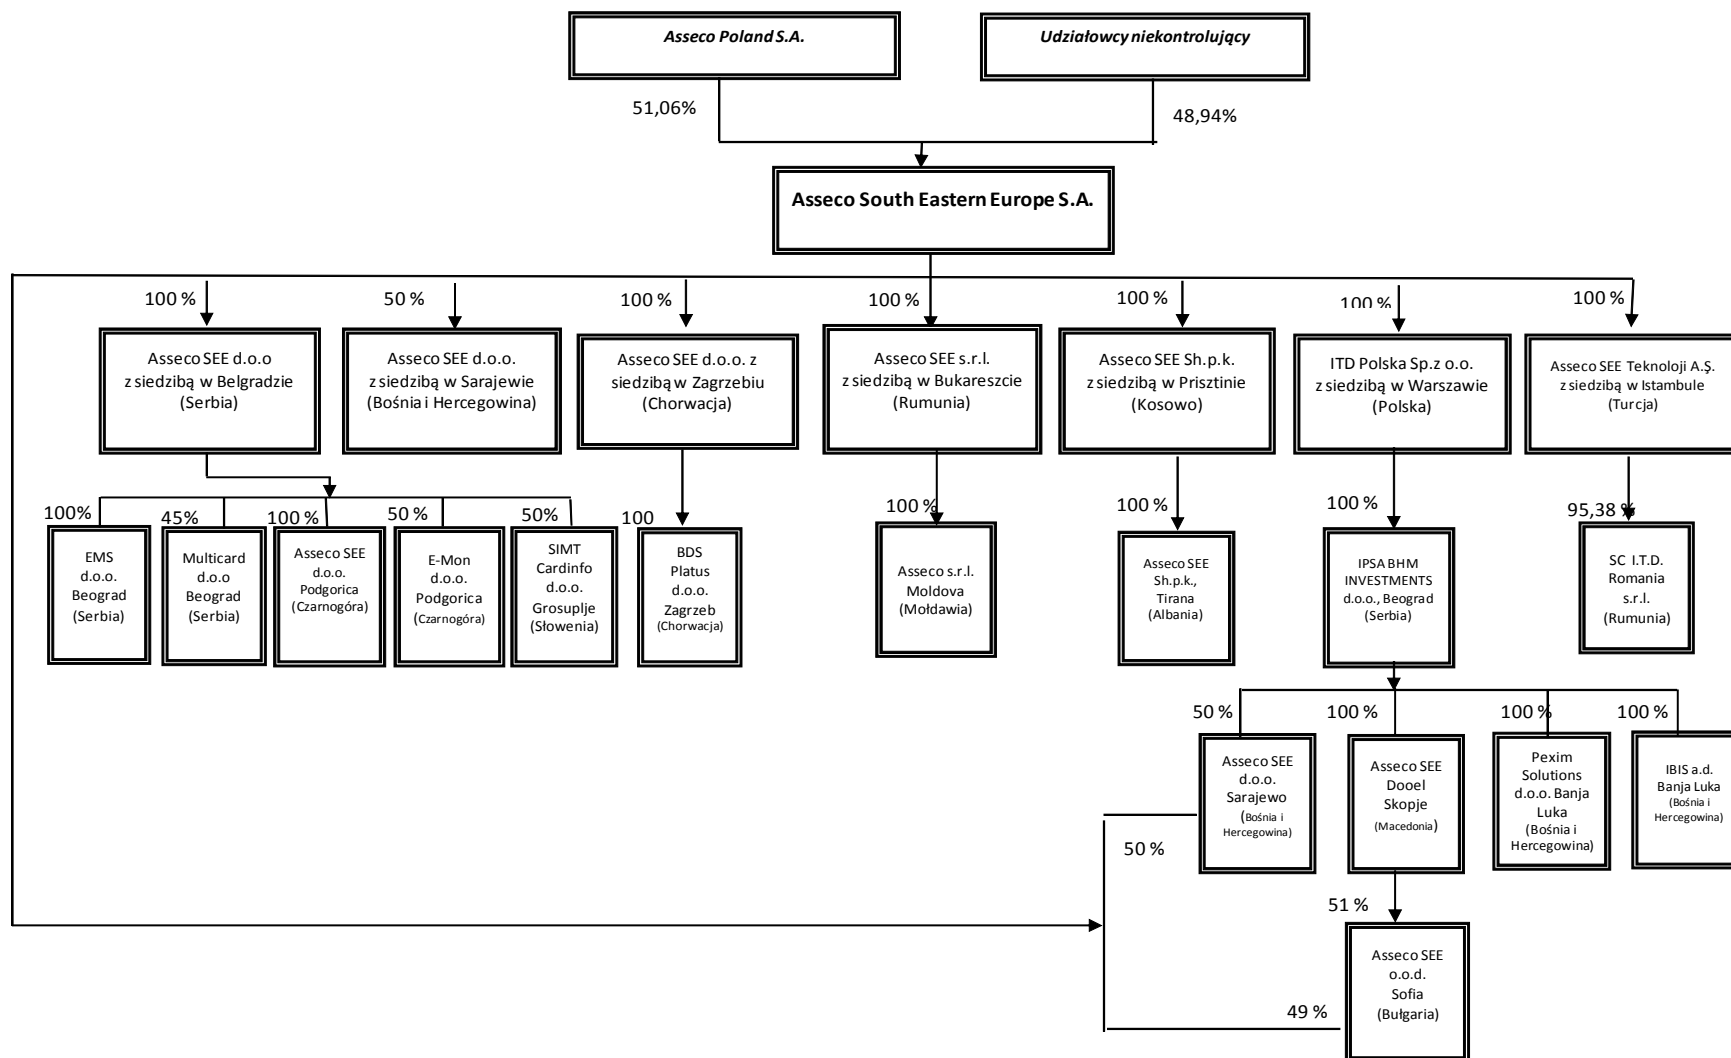 Asseco Poland S.A.
Udziałowcy niekontrolujący
51,06%
48,94%
Asseco South Eastern Europe S.A.
100 %
50 %
100 %
100 %
100 %
100 %
100 %
Asseco SEE d.o.o
z siedzibą w Belgradzie
(Serbia)
Asseco SEE d.o.o.
z siedzibą w Sarajewie
(Bośnia i Hercegowina)
Asseco SEE d.o.o. z
siedzibą w Zagrzebiu
(Chorwacja)
Asseco SEE s.r.l.
z siedzibą w Bukareszcie
(Rumunia)
Asseco SEE Sh.p.k.
z siedzibą w Prisztinie
(Kosowo)
ITD Polska Sp.z o.o.
z siedzibą w Warszawie
(Polska)
Asseco SEE Teknoloji A.Ş.
z siedzibą w Istambule
(Turcja)
100%
45%
100 %
50 %
50%
100
100 %
100 %
100 %
95,38 %
EMS
d.o.o.
Beograd
(Serbia)
Multicard
d.o.o
Beograd
(Serbia)
Asseco SEE
d.o.o.
Podgorica
(Czarnogóra)
E-Mon
d.o.o.
Podgorica
(Czarnogóra)
SIMT
Cardinfo
d.o.o.
Grosuplje
(Słowenia)
BDS
Platus
d.o.o.
Zagrzeb
(Chorwacja)
Asseco s.r.l.
Moldova
(Mołdawia)
Asseco SEE
Sh.p.k.,
Tirana
(Albania)
IPSA BHM
INVESTMENTS
d.o.o., Beograd
(Serbia)
SC I.T.D.
Romania
s.r.l.
(Rumunia)
50 %
100 %
100 %
100 %
Asseco SEE
d.o.o.
Sarajewo
(Bośnia i
Hercegowina)
Asseco SEE
Dooel
Skopje
(Macedonia)
Pexim
Solutions
d.o.o. Banja
Luka
(Bośnia i
Hercegowina)
IBIS a.d.
Banja Luka
(Bośnia i
Hercegowina)
50 %
51 %
Asseco SEE
o.o.d.
Sofia
(Bułgaria)
49 %